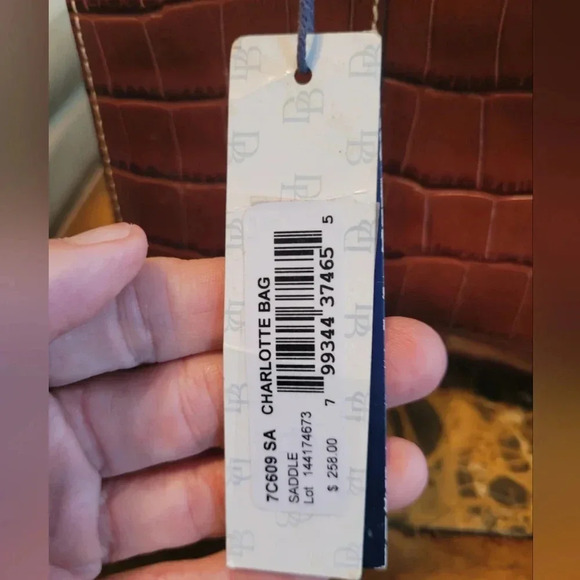 7C609 SA CHARLOTTE BAG
SADDLE
Lot 144174673
$ 258.00
7 99344 37465 5